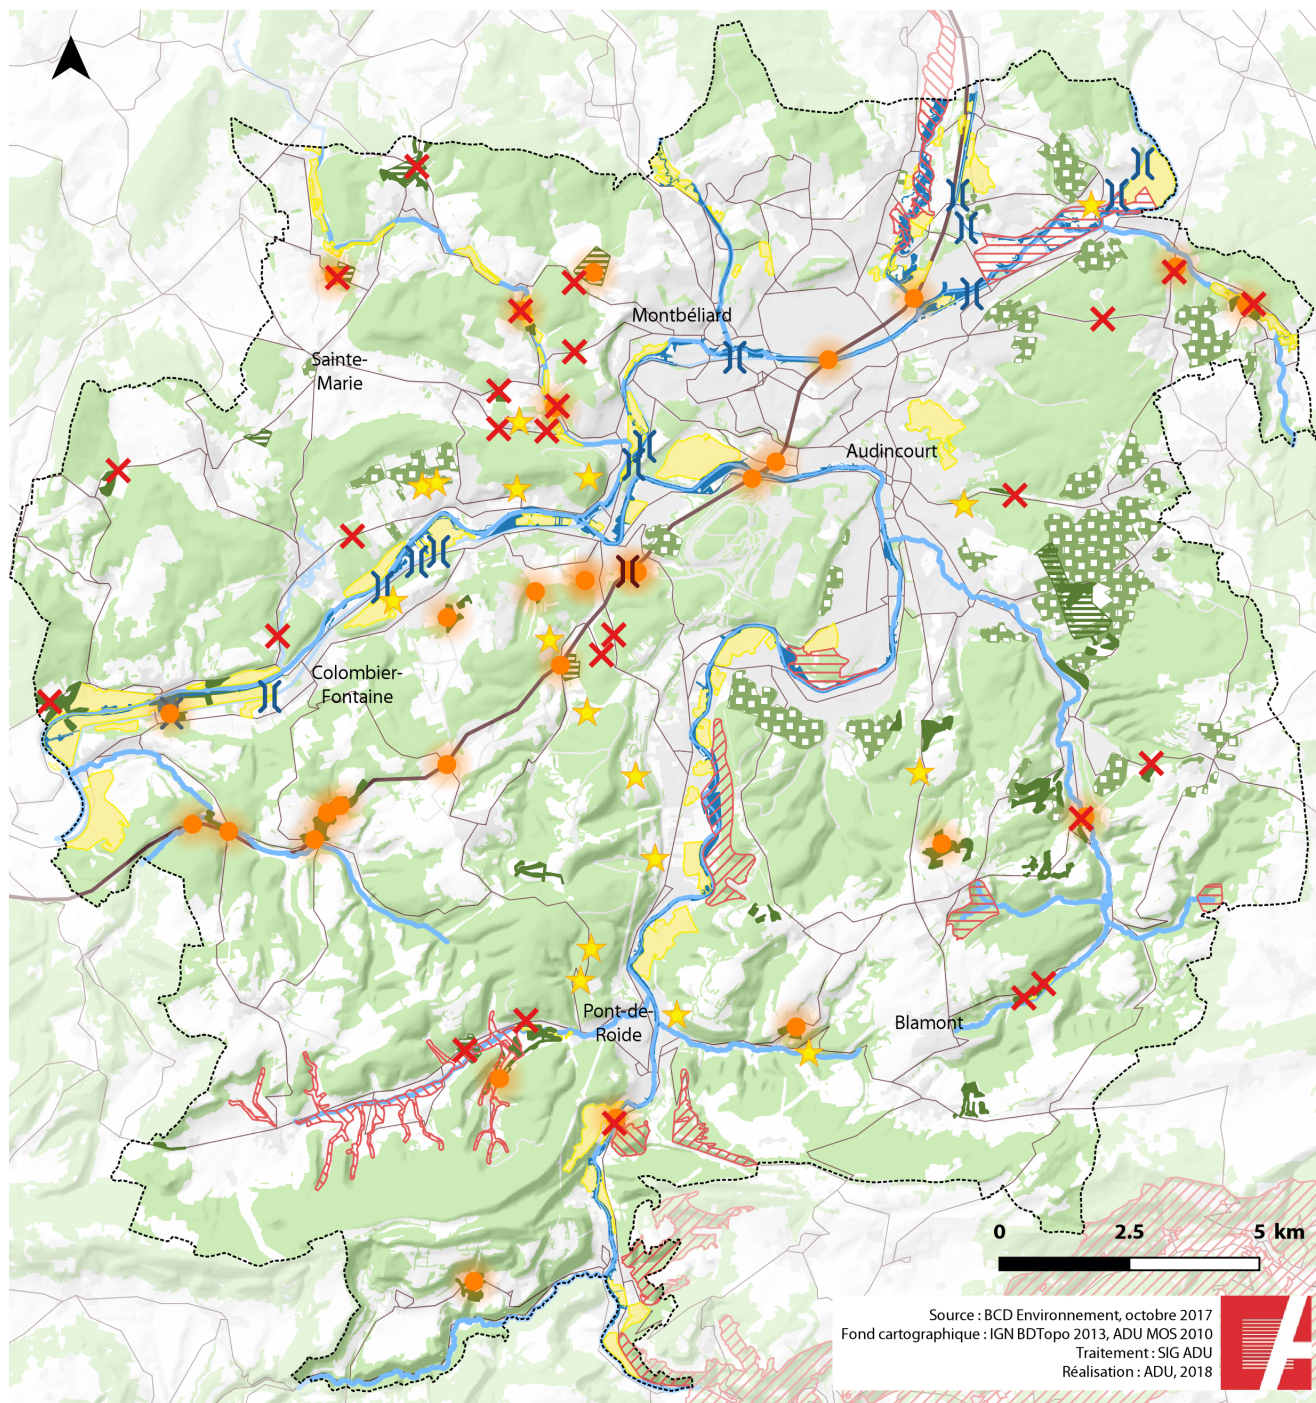 Montbéliard
Sainte-
Marie
Audincourt
Colombier-
Fontaine
Pont-de-
Roide
Blamont
0 2.5 5 km
Source : BCD Environnement, octobre 2017
Fond cartographique : IGN BDTopo 2013, ADU MOS 2010
Traitement : SIG ADU
Réalisation : ADU, 2018